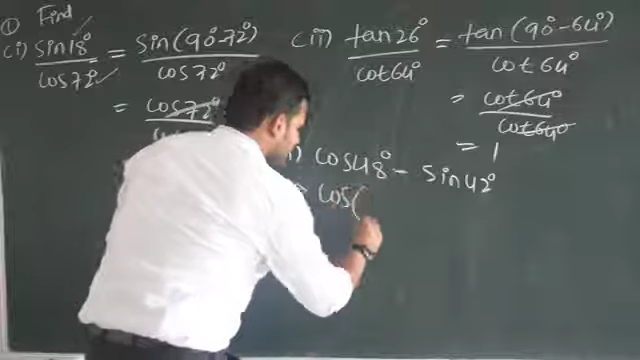 ① Find
(i) sin18° / cos72° = sin(90°-72°) / cos72°
= cos72°
(ii) tan26° / cot64° = tan(90°-64°) / cot64°
= cot64° / cot64°
= 1
) cos48° - sin42°
= cos(